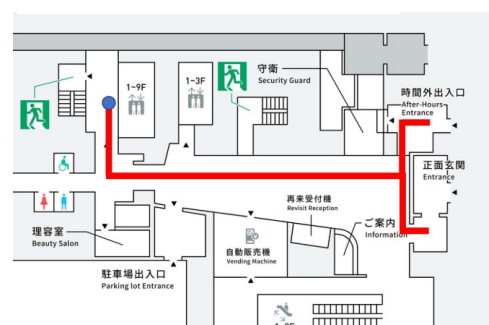 守衛
Security Guard
1~9F
1~3F
時間外出入口
After-Hours
Entrance
正面玄関
Entrance
再来受付機
Revisit Reception
ご案内
Information
理容室
Beauty Salon
自動販売機
Vending Machine
駐車場出入口
Parking lot Entrance